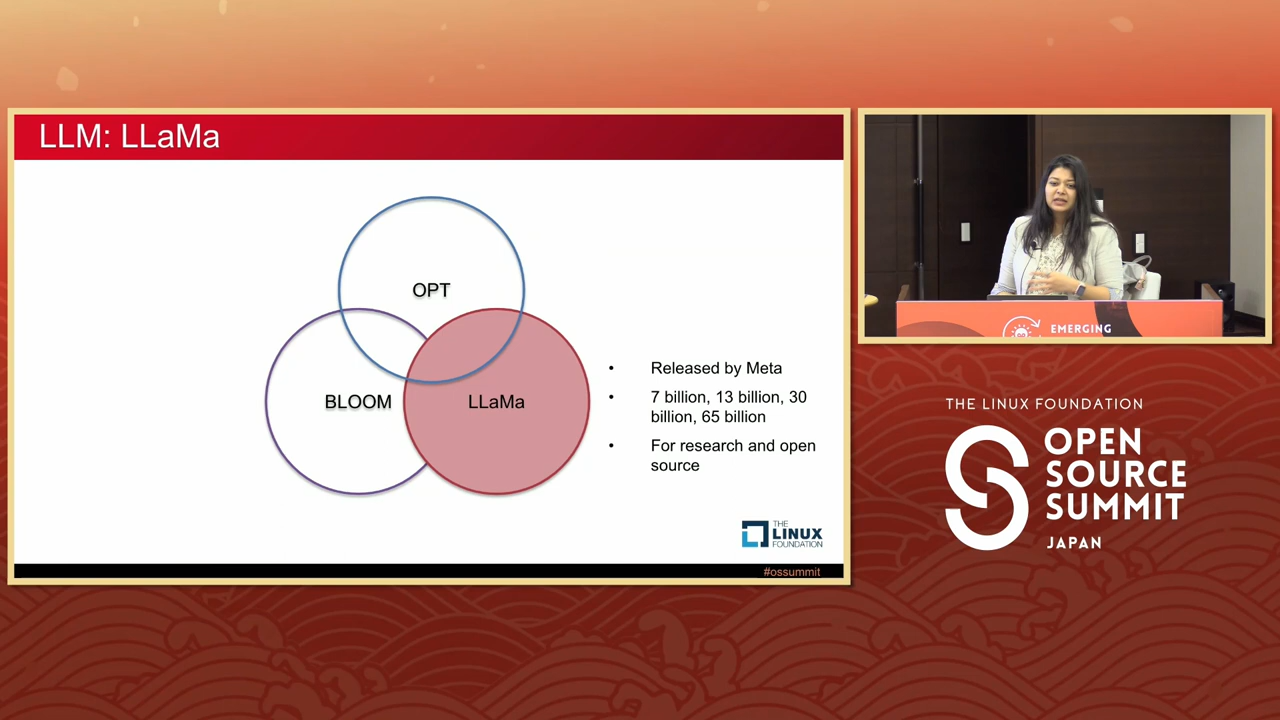 LLM: LLaMa
OPT
BLOOM
LLaMa
• Released by Meta
• 7 billion, 13 billion, 30
billion, 65 billion
• For research and open
source
THE
LINUX
FOUNDATION
#ossummit
EMERGING
THE LINUX FOUNDATION
OPEN
SOURCE
SUMMIT
JAPAN